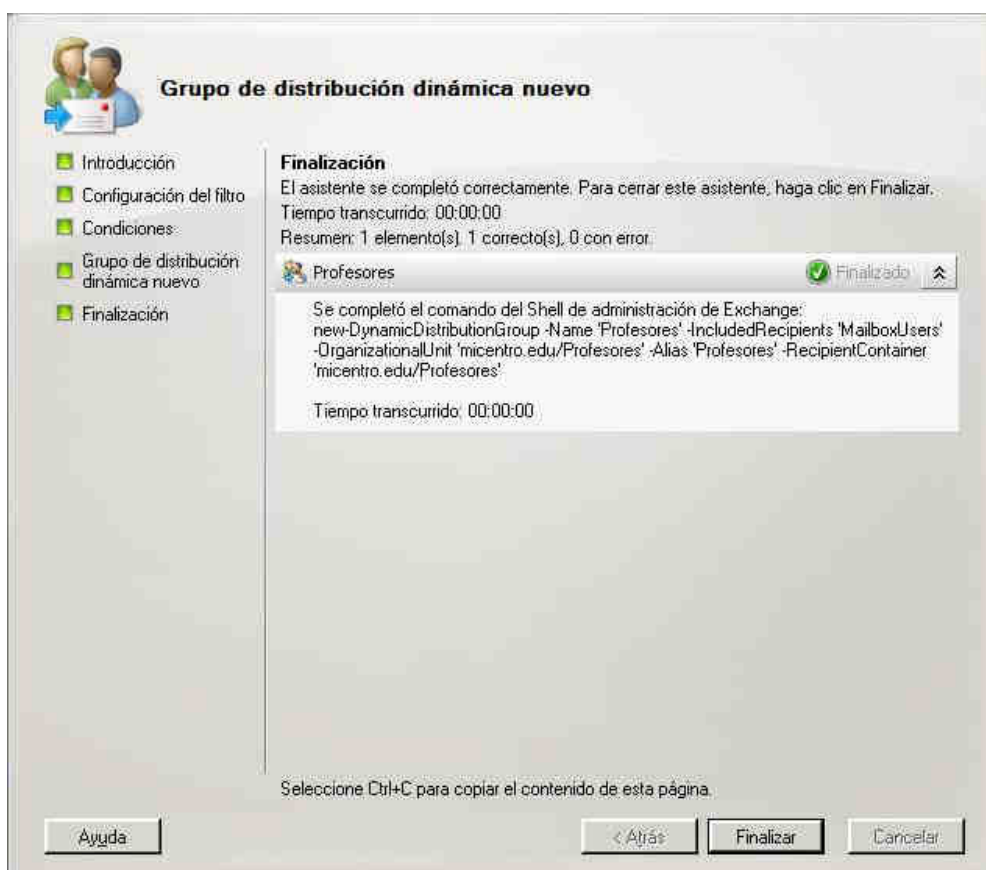 Grupo de distribución dinámica nuevo
Introducción
Configuración del filtro
Condiciones
Grupo de distribución
dinámica nuevo
Finalización
Finalización
El asistente se completó correctamente. Para cerrar este asistente, haga clic en Finalizar.
Tiempo transcurrido: 00:00:00
Resumen: 1 elemento(s). 1 correcto(s), 0 con error.
Profesores
Finalizado
Se completó el comando del Shell de administración de Exchange:
new-DynamicDistributionGroup -Name 'Profesores' -IncludedRecipients 'MailboxUsers'
-OrganizationalUnit 'micentro.edu/Profesores' -Alias 'Profesores' -RecipientContainer
'micentro.edu/Profesores'
Tiempo transcurrido: 00:00:00
Seleccione Ctrl+C para copiar el contenido de esta página.
Ayuda
< Atrás
Finalizar
Cancelar